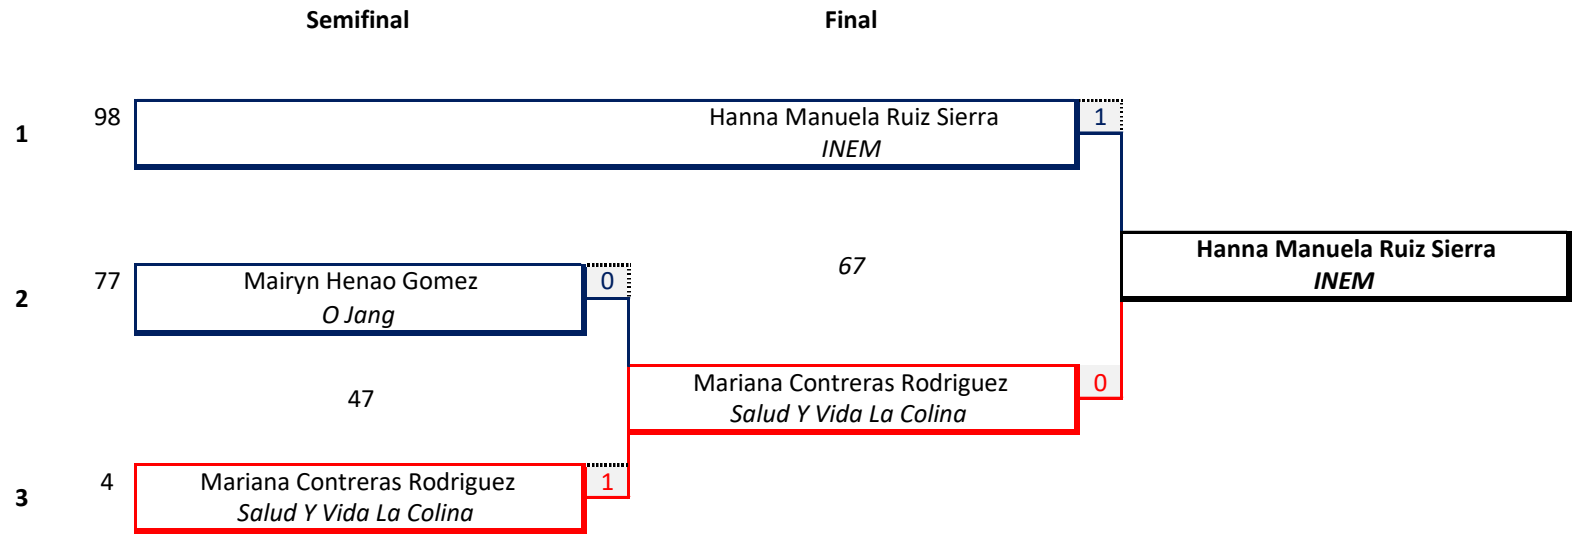 Semifinal Final
98
1
Hanna Manuela Ruiz Sierra 1
INEM
77
2
Mairyn Henao Gomez 0
O Jang
67
Hanna Manuela Ruiz Sierra
INEM
47
Mariana Contreras Rodriguez 0
Salud Y Vida La Colina
4
3
Mariana Contreras Rodriguez 1
Salud Y Vida La Colina